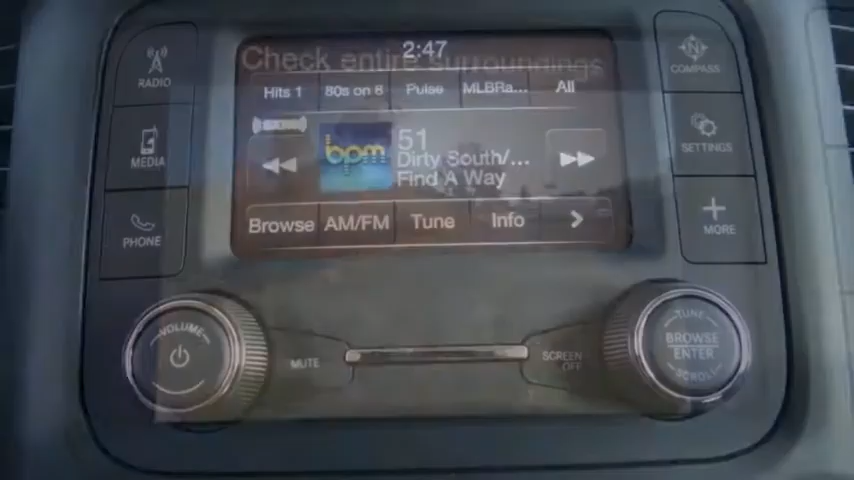 2:47
Check entire surroundings
Hits 1
80s on 8
Pulse
MLBRa...
All
RADIO
MEDIA
PHONE
COMPASS
N
SETTINGS
MORE
bpm
51
Dirty South/...
Find A Way
Browse
AM/FM
Tune
Info
VOLUME
MUTE
SCREEN
OFF
TUNE
BROWSE
ENTER
SCROLL